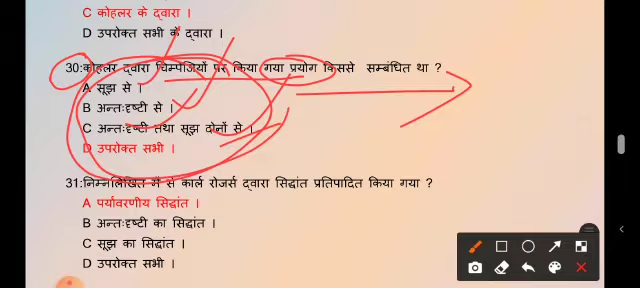 C कोहलर के द्वारा ।
D उपरोक्त सभी के द्वारा ।
30:कोहलर द्वारा चिम्पजियों पर किया गया प्रयोग किससे सम्बंधित था ?
A सूझ से ।
B अन्तःदृष्टी से ।
C अन्तःदृष्टी तथा सूझ दोनों से ।
D उपरोक्त सभी ।
31:निम्नलिखित में से कार्ल रोजर्स द्वारा सिद्धांत प्रतिपादित किया गया ?
A पर्यावरणीय सिद्धांत ।
B अन्तःदृष्टी का सिद्धांत ।
C सूझ का सिद्धांत ।
D उपरोक्त सभी ।